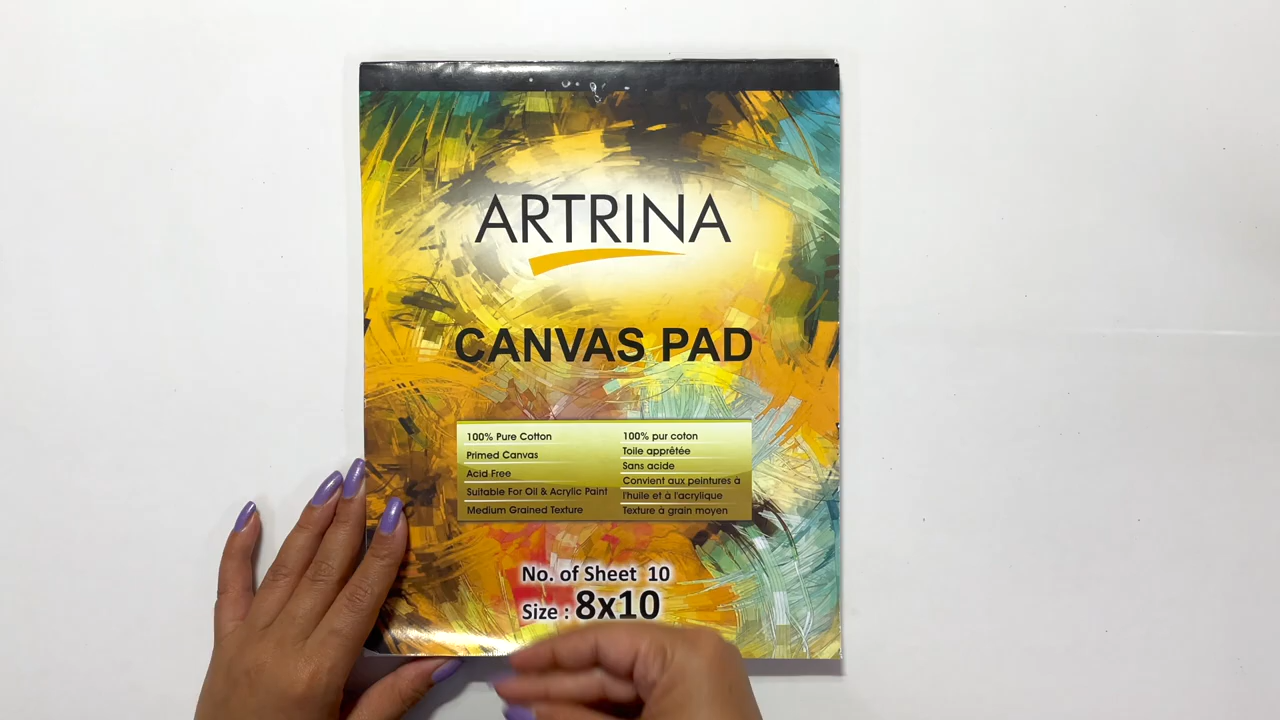 ARTRINA
CANVAS PAD
100% Pure Cotton
Primed Canvas
Acid Free
Suitable For Oil & Acrylic Paint
Medium Grained Texture
100% pur coton
Toile apprêtée
Sans acide
Convient aux peintures à
l'huile et à l'acrylique
Texture à grain moyen
No. of Sheet 10
Size : 8x10